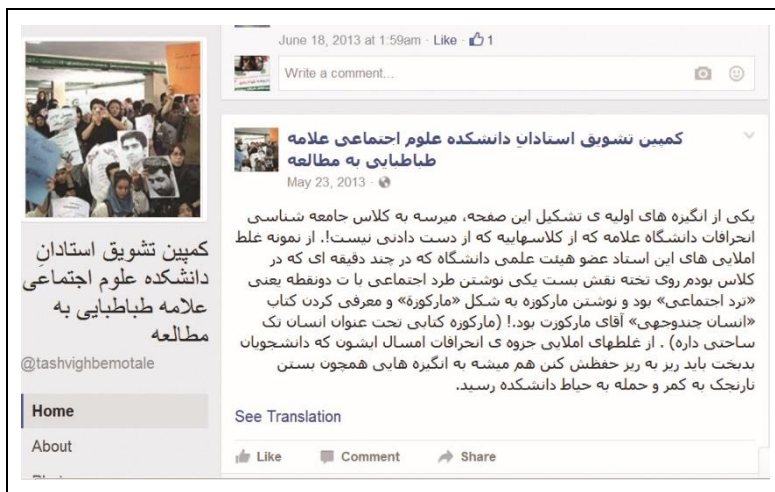 June 18, 2013 at 1:59am · Like · 1
Write a comment...
کمپین تشویق استادانِ دانشکده علوم اجتماعی علامه
طباطبایی به مطالعه
May 23, 2013 ·
یکی از انگیزه های اولیه ی تشکیل این صفحه، میرسه به کلاس جامعه شناسی
انحرافات دانشگاه علامه که از کلاسهاییه که از دست دادنی نیست!. از نمونه غلط
املایی های این استاد عضو هیئت علمی دانشگاه که در چند دقیقه ای که در
کلاس بودم روی تخته نقش بست یکی نوشتن طرد اجتماعی با ت دونقطه یعنی
«ترد اجتماعی» بود و نوشتن مارکوزه به شکل «مارکوزة» و معرفی کردن کتاب
«انسان چندوجهی» آقای مارکورت بود.! (مارکوزه کتابی تحت عنوان انسان تک
ساحتی داره) . از غلطهای املایی جزوه ی انحرافات امسال ایشون که دانشجویان
بدبخت باید ریز به ریز حفظش کنن هم میشه به انگیزه هایی همچون بستن
نارنجک به کمر و حمله به حیاط دانشکده رسید.
See Translation
Like Comment Share
کمپین تشویق استادانِ
دانشکده علوم اجتماعی
علامه طباطبایی به
مطالعه
@tashvighbemotale
Home
About